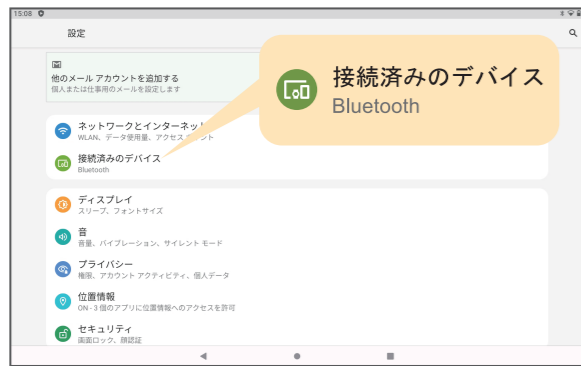 15:08
設定
他のメール アカウントを追加する
個人または仕事用のメールを設定します
接続済みのデバイス
Bluetooth
ネットワークとインターネッ
WLAN、データ使用量、アクセス
ント
接続済みのデバイス
Bluetooth
ディスプレイ
スリープ、フォントサイズ
音
音量、バイブレーション、サイレント モード
プライバシー
権限、アカウント アクティビティ、個人データ
位置情報
ON - 3 個のアプリに位置情報へのアクセスを許可
セキュリティ
画面ロック、顔認証